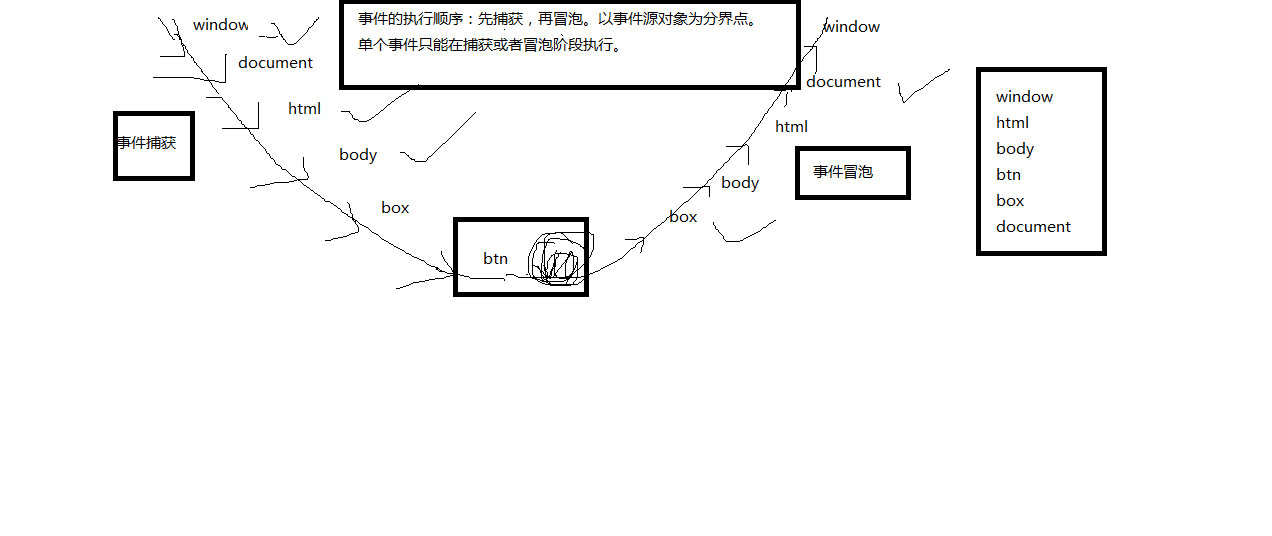 事件的执行顺序：先捕获，再冒泡。以事件源对象为分界点。
单个事件只能在捕获或者冒泡阶段执行。
window
document
html
body
box
事件捕获
btn
window
document
html
body
box
事件冒泡
window
html
body
btn
box
document